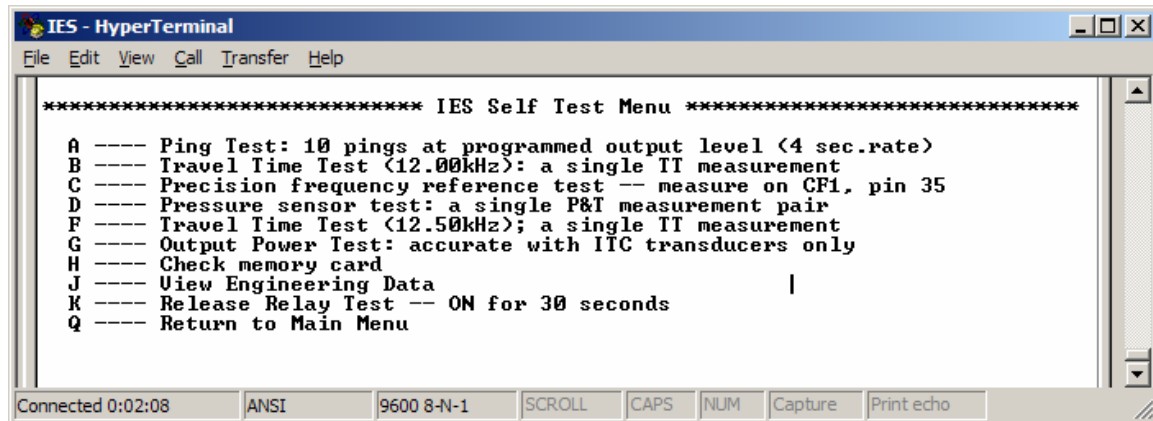 IES - HyperTerminal
File Edit View Call Transfer Help
***************************** IES Self Test Menu ******************************
A ---- Ping Test: 10 pings at programmed output level (4 sec.rate)
B ---- Travel Time Test (12.00kHz): a single TT measurement
C ---- Precision frequency reference test -- measure on CF1, pin 35
D ---- Pressure sensor test: a single P&T measurement pair
F ---- Travel Time Test (12.50kHz); a single TT measurement
G ---- Output Power Test: accurate with ITC transducers only
H ---- Check memory card
J ---- View Engineering Data
K ---- Release Relay Test -- ON for 30 seconds
Q ---- Return to Main Menu
Connected 0:02:08 ANSI 9600 8-N-1 SCROLL CAPS NUM Capture Print echo